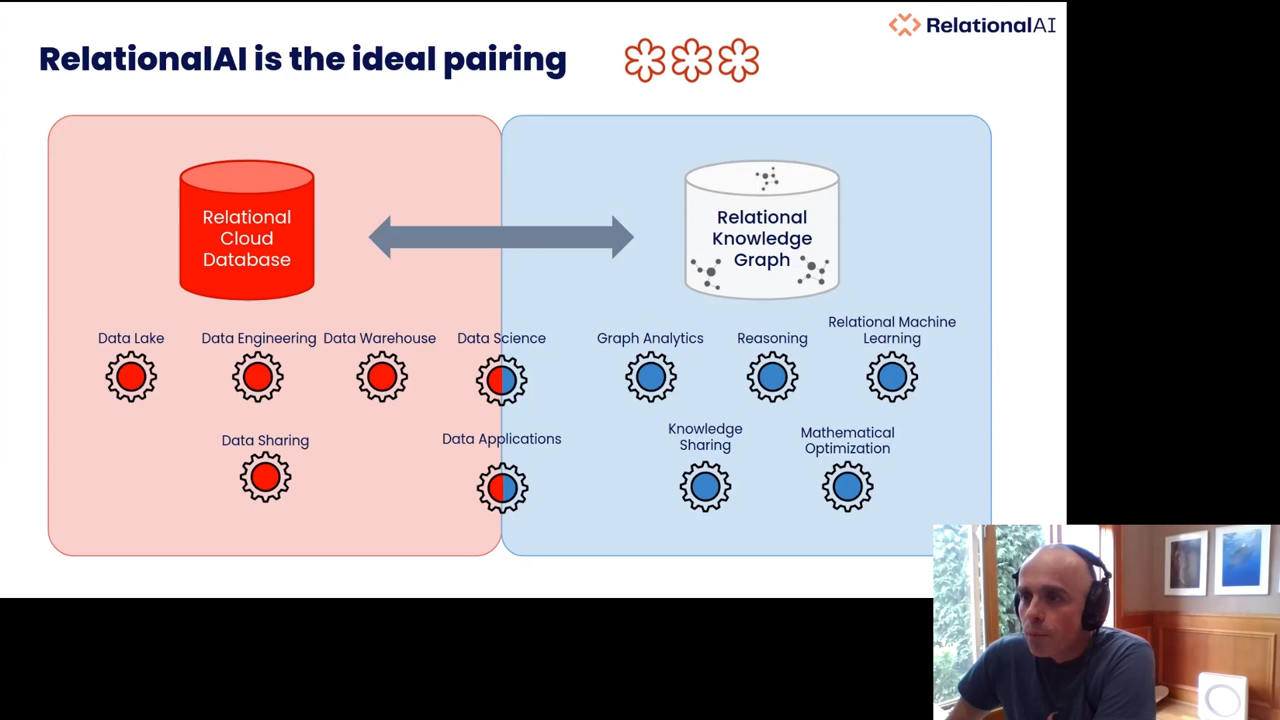 RelationalAI
RelationalAI is the ideal pairing
Relational
Cloud
Database
Relational
Knowledge
Graph
Data Lake
Data Engineering
Data Warehouse
Data Science
Graph Analytics
Reasoning
Relational Machine
Learning
Data Sharing
Data Applications
Knowledge
Sharing
Mathematical
Optimization